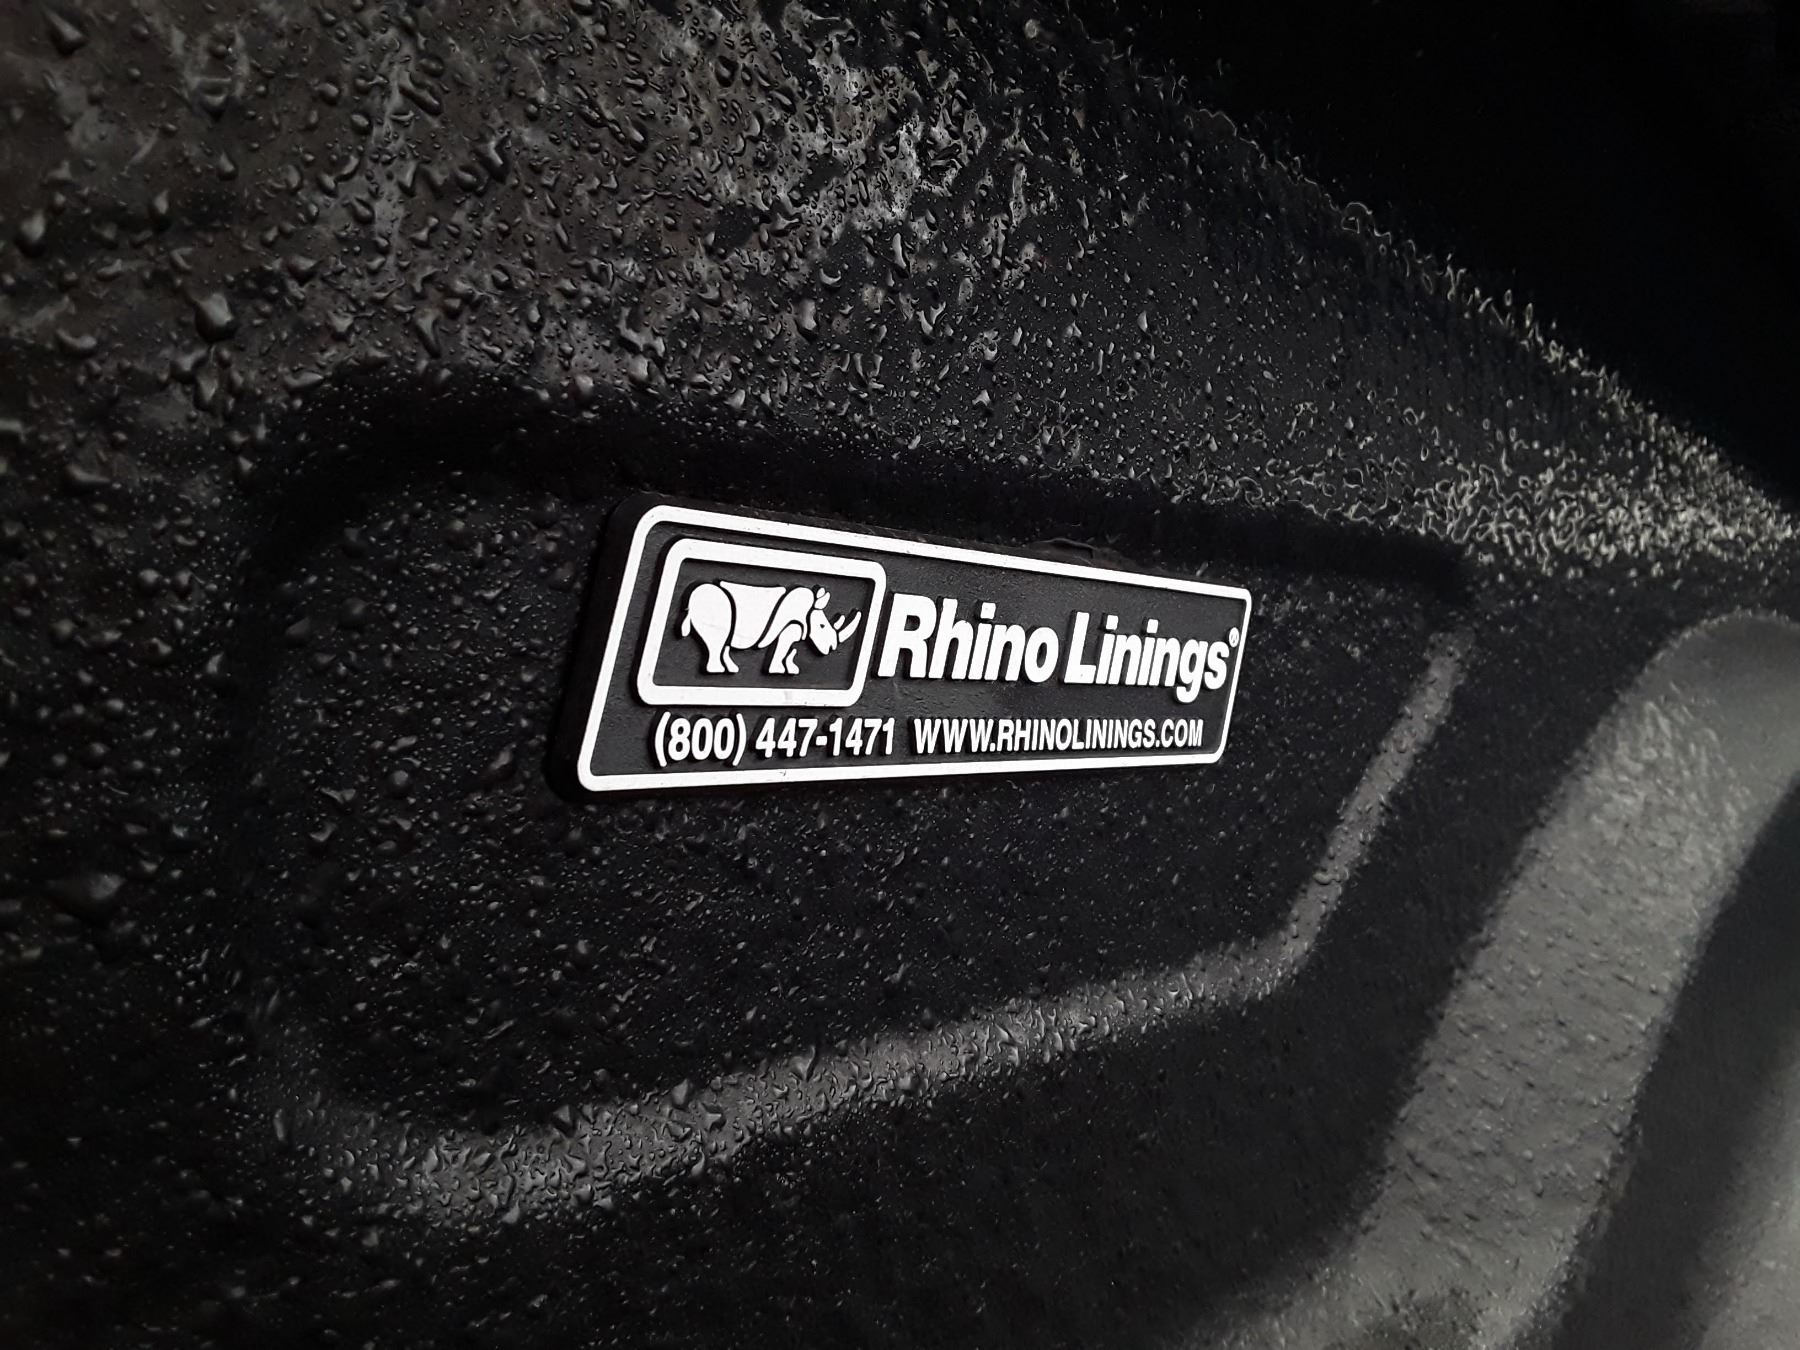 Rhino Linings®
(800) 447-1471 WWW.RHINOLININGS.COM